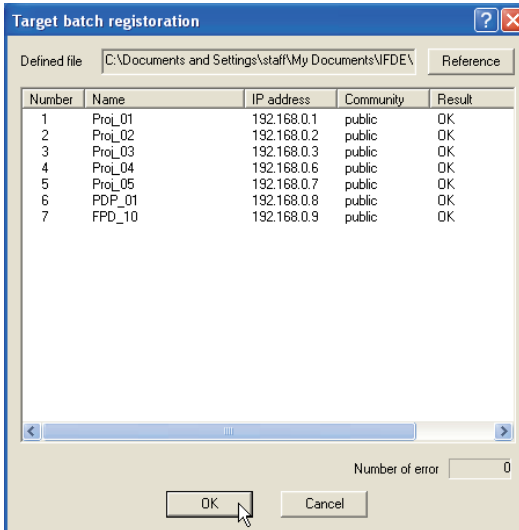 Target batch registoration
Defined file C:\Documents and Settings\staff\My Documents\IFDE\ Reference
Number Name IP address Community Result
1 Proj_01 192.168.0.1 public OK
2 Proj_02 192.168.0.2 public OK
3 Proj_03 192.168.0.3 public OK
4 Proj_04 192.168.0.6 public OK
5 Proj_05 192.168.0.7 public OK
6 PDP_01 192.168.0.8 public OK
7 FPD_10 192.168.0.9 public OK
Number of error 0
OK Cancel